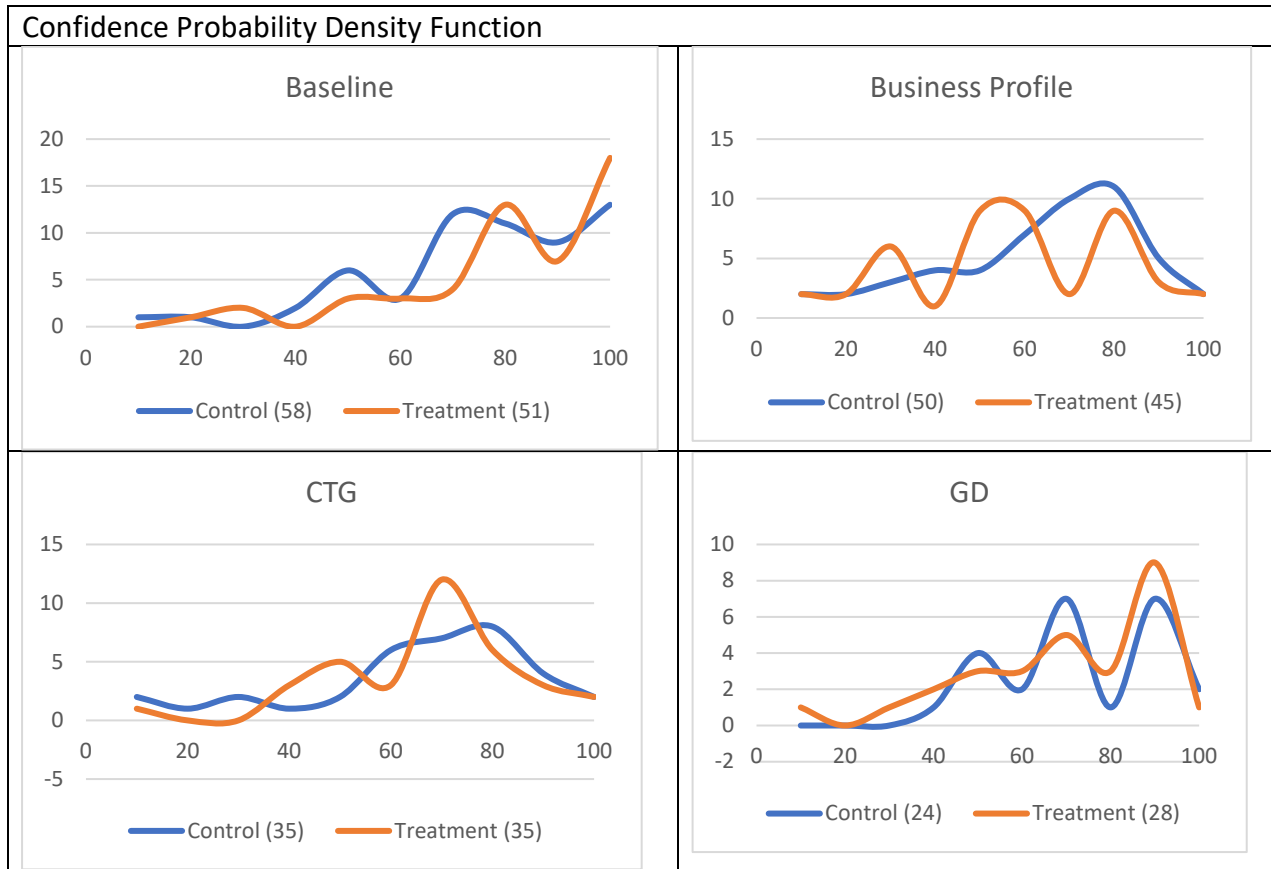 Confidence Probability Density Function
Baseline
20
15
10
5
0
0 20 40 60 80 100
Control (58) Treatment (51)
Business Profile
15
10
5
0
0 20 40 60 80 100
Control (50) Treatment (45)
CTG
15
10
5
0
0 20 40 60 80 100
-5
Control (35) Treatment (35)
GD
10
8
6
4
2
0
0 20 40 60 80 100
-2
Control (24) Treatment (28)